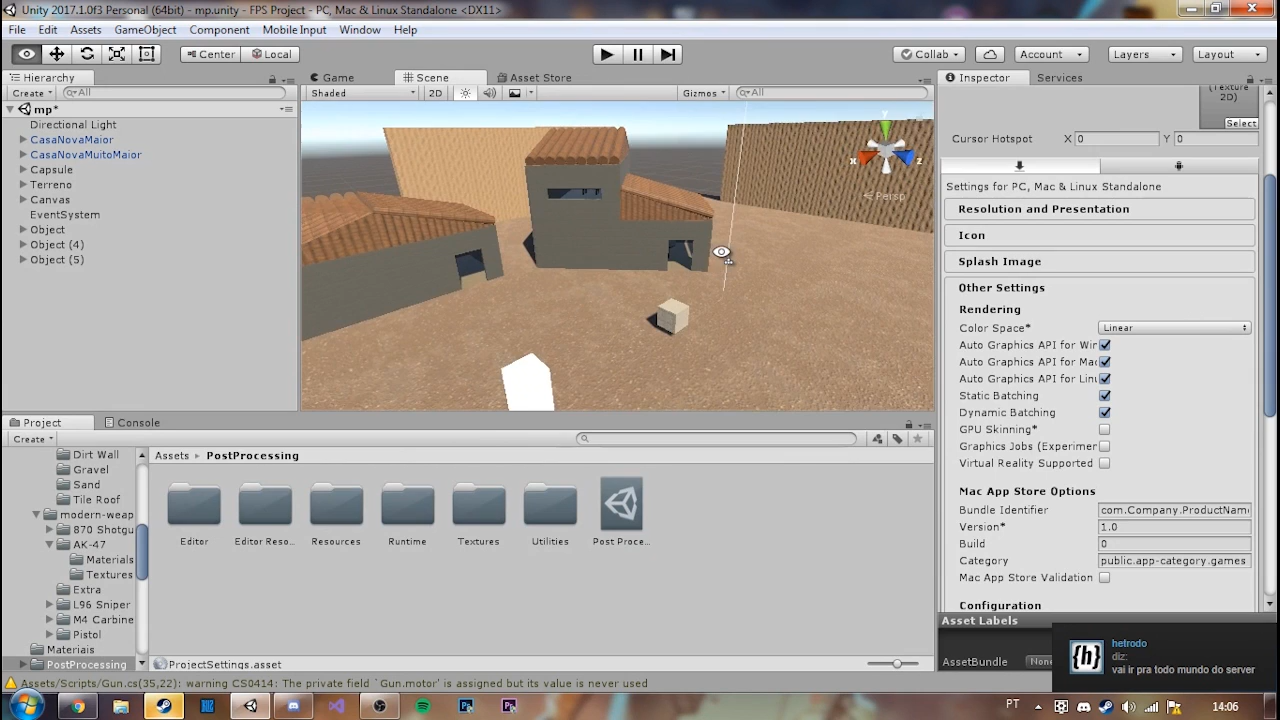 Unity 2017.1.0f3 Personal (64bit) - mp.unity - FPS Project - PC, Mac & Linux Standalone <DX11>
File Edit Assets GameObject Component Mobile Input Window Help
Center Local Collab Account Layers Layout
Hierarchy
Create All
mp*
Directional Light
CasaNovaMaior
CasaNovaMuitoMaior
Capsule
Terreno
Canvas
EventSystem
Object
Object (4)
Object (5)
Game Scene Asset Store
Shaded 2D Gizmos All
y
x z
Persp
Inspector Services
(Texture
2D)
Select
Cursor Hotspot X 0 Y 0
Settings for PC, Mac & Linux Standalone
Resolution and Presentation
Icon
Splash Image
Other Settings
Rendering
Color Space* Linear
Auto Graphics API for Win
Auto Graphics API for Mac
Auto Graphics API for Linu
Static Batching
Dynamic Batching
GPU Skinning*
Graphics Jobs (Experimen
Virtual Reality Supported
Mac App Store Options
Bundle Identifier com.Company.ProductName
Version* 1.0
Build 0
Category public.app-category.games
Mac App Store Validation
Configuration
Asset Labels
AssetBundle None
Project Console
Create
Dirt Wall
Gravel
Sand
Tile Roof
modern-weap
870 Shotgu
AK-47
Materials
Textures
Extra
L96 Sniper
M4 Carbine
Pistol
Materials
PostProcessing
Assets PostProcessing
Editor Editor Reso... Resources Runtime Textures Utilities Post Proce...
ProjectSettings.asset
Assets/Scripts/Gun.cs(35,22): warning CS0414: The private field `Gun.motor' is assigned but its value is never used
{h}
hetrodo
diz:
vai ir pra todo mundo do server
PT 14:06